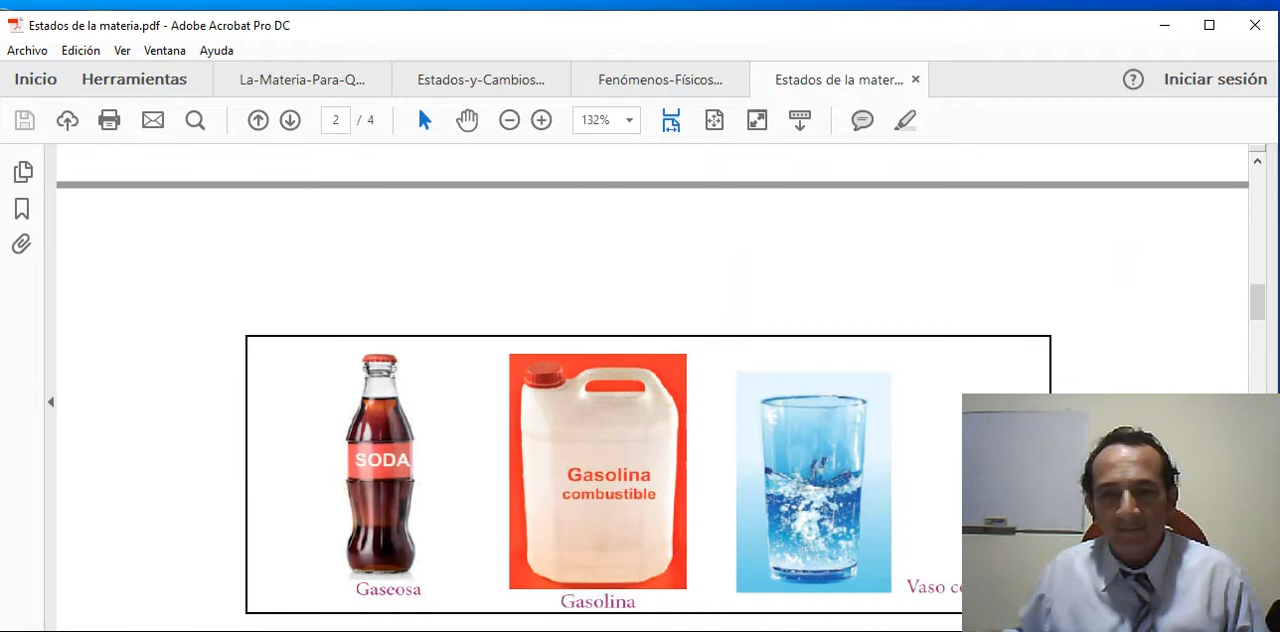 Estados de la materia.pdf - Adobe Acrobat Pro DC
Archivo Edición Ver Ventana Ayuda
Inicio Herramientas La-Materia-Para-Q... Estados-y-Cambios... Fenómenos-Físicos... Estados de la mater... Iniciar sesión
2 / 4 132%
SODA
Gasolina
combustible
Gaseosa
Gasolina
Vaso